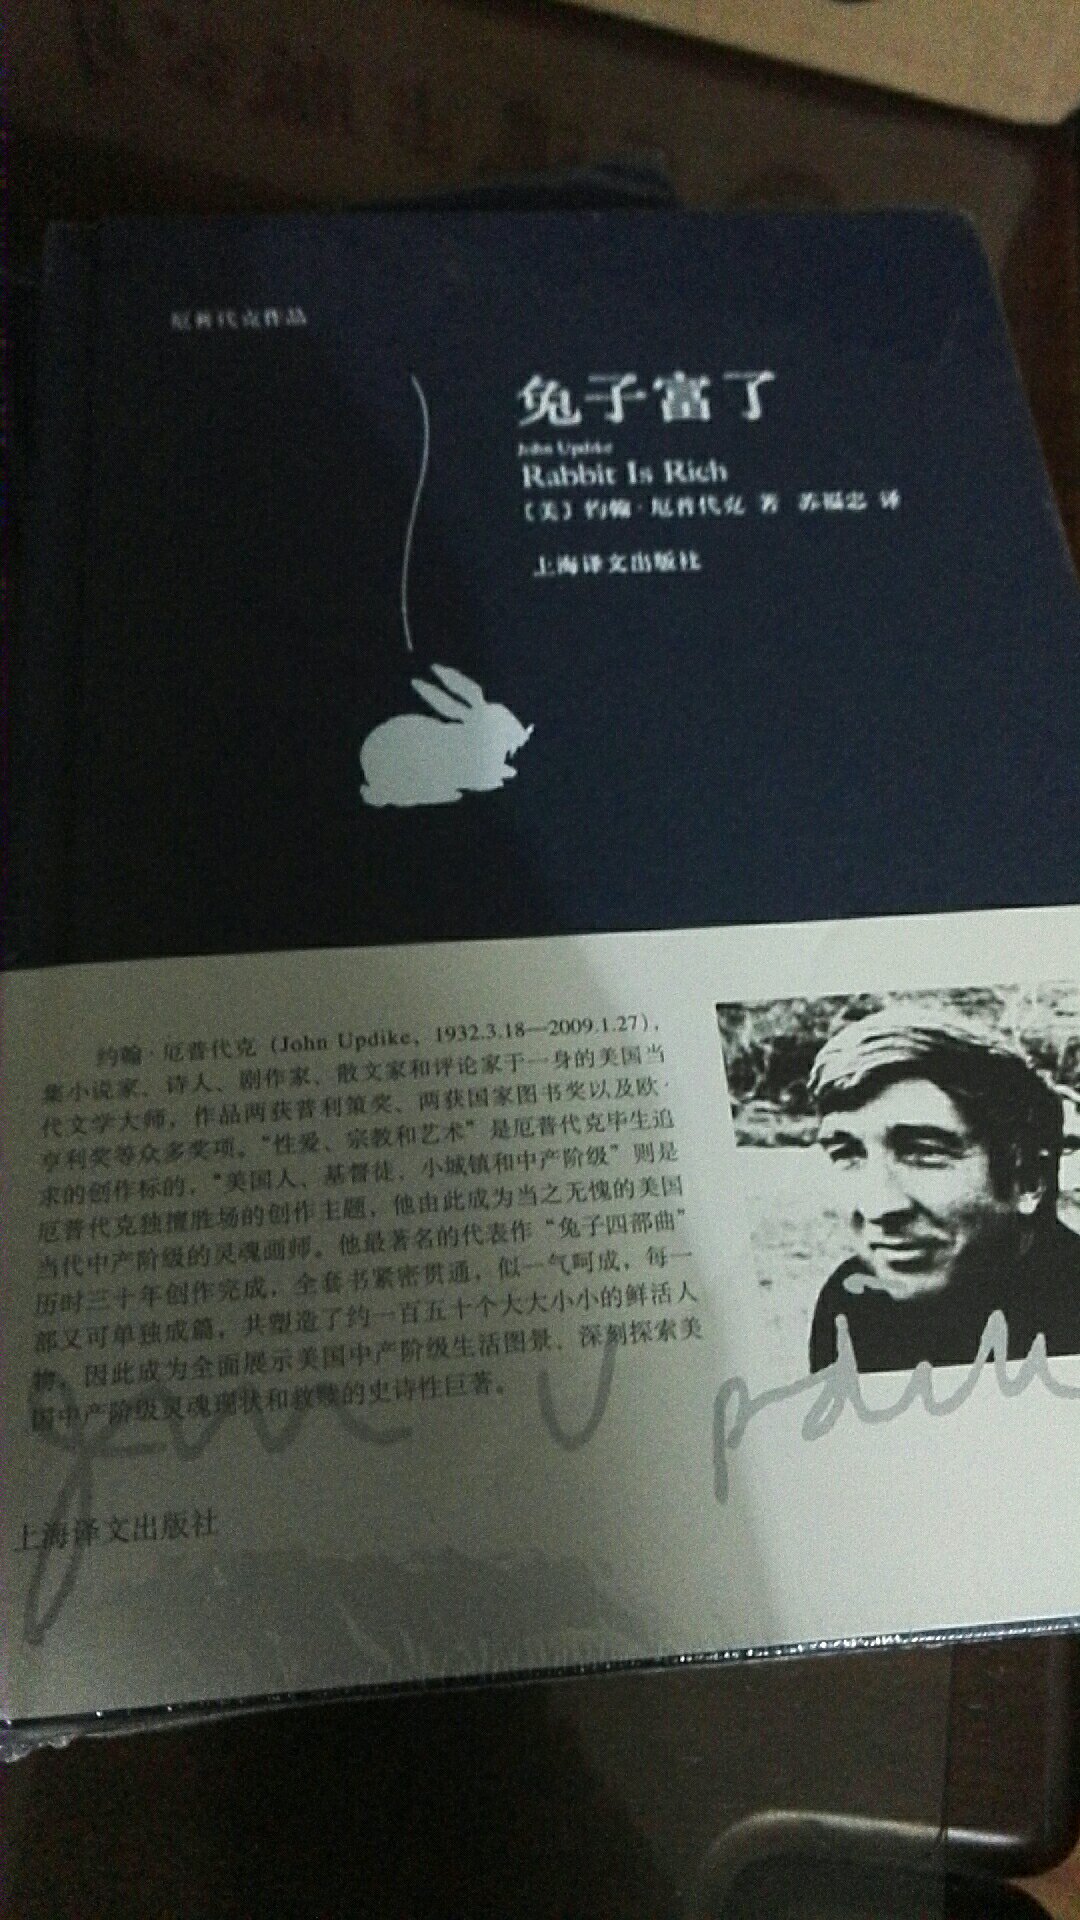 厄普代克作品
兔子富了
John Updike
Rabbit Is Rich
〔美〕约翰·厄普代克 著 苏福忠 译
上海译文出版社
约翰·厄普代克（John Updike, 1932.3.18—2009.1.27），
集小说家、诗人、剧作家、散文家和评论家于一身的美国当
代文学大师，作品两获普利策奖、两获国家图书奖以及欧·
亨利奖等众多奖项。“性爱、宗教和艺术”是厄普代克毕生追
求的创作标的，“美国人、基督徒、小城镇和中产阶级”则是
厄普代克独擅胜场的创作主题，他由此成为当之无愧的美国
当代中产阶级的灵魂画师。他最著名的代表作“兔子四部曲”
历时三十年创作完成，全套书紧密贯通，似一气呵成，每一
部又可单独成篇，共塑造了约一百五十个大大小小的鲜活人
物，因此成为全面展示美国中产阶级生活图景、深刻探索美
国中产阶级灵魂现状和救赎的史诗性巨著。
John Updik
上海译文出版社